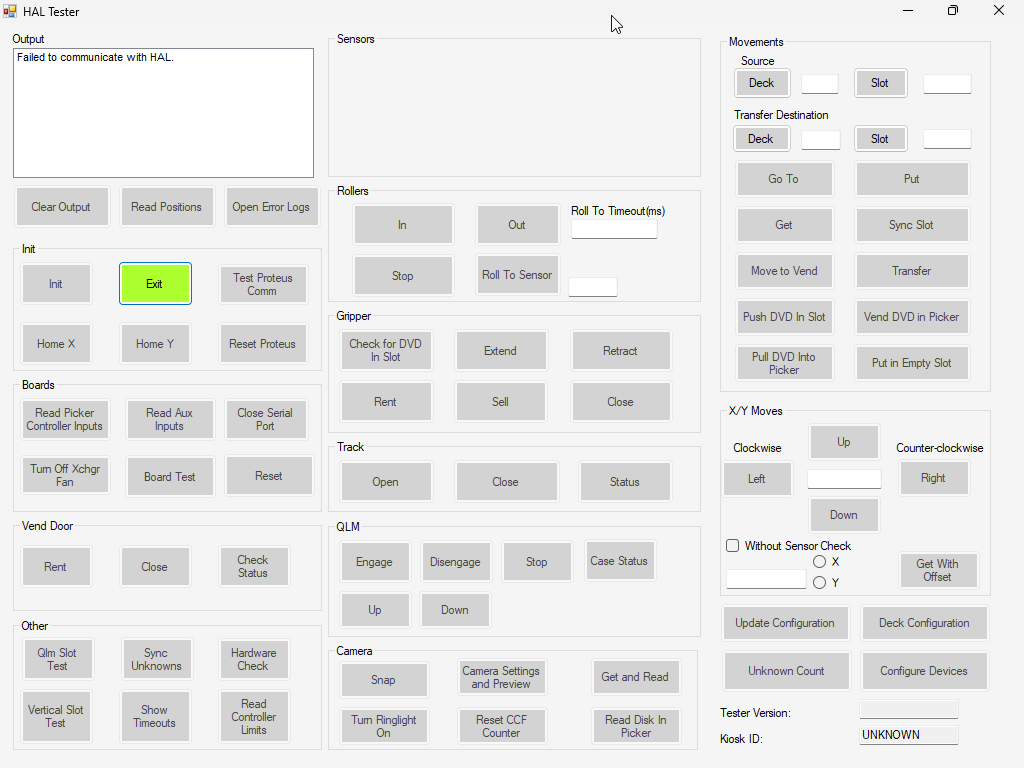 HAL Tester
Output
Failed to communicate with HAL.
Clear Output
Read Positions
Open Error Logs
Init
Init
Exit
Test Proteus
Comm
Home X
Home Y
Reset Proteus
Boards
Read Picker
Controller Inputs
Read Aux
Inputs
Close Serial
Port
Turn Off Xchgr
Fan
Board Test
Reset
Vend Door
Rent
Close
Check
Status
Other
Qlm Slot
Test
Sync
Unknowns
Hardware
Check
Vertical Slot
Test
Show
Timeouts
Read
Controller
Limits
Sensors
Rollers
In
Out
Roll To Timeout(ms)
Stop
Roll To Sensor
Gripper
Check for DVD
In Slot
Extend
Retract
Rent
Sell
Close
Track
Open
Close
Status
QLM
Engage
Disengage
Stop
Case Status
Up
Down
Camera
Snap
Camera Settings
and Preview
Get and Read
Turn Ringlight
On
Reset CCF
Counter
Read Disk In
Picker
Movements
Source
Deck
Slot
Transfer Destination
Deck
Slot
Go To
Put
Get
Sync Slot
Move to Vend
Transfer
Push DVD In Slot
Vend DVD in Picker
Pull DVD Into
Picker
Put in Empty Slot
X/Y Moves
Clockwise
Up
Counter-clockwise
Left
Right
Down
Without Sensor Check
X
Y
Get With
Offset
Update Configuration
Deck Configuration
Unknown Count
Configure Devices
Tester Version:
Kiosk ID:
UNKNOWN